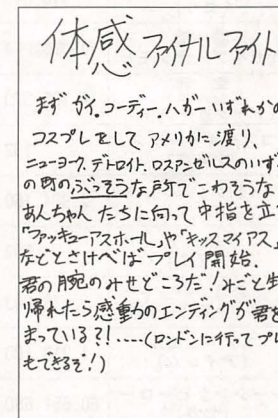 体感ファイナルファイト
まずガイ.コーディー.ハガーいずれかの
コスプレをしてアメリカに渡り、
ニューヨーク.デトロイト.ロスアンゼルスのいず
の町のぶっそうな所でこわそうな
あんちゃんたちに向って中指を立
「ファッキューアスホール」や「キッスマイアス」
などとさけべばプレイ開始.
君の腕のみせどころだ!みごと生
帰れたら感動のエンディングが君を
まっている?!....(ロンドンに行ってプレ
もできるぞ!)